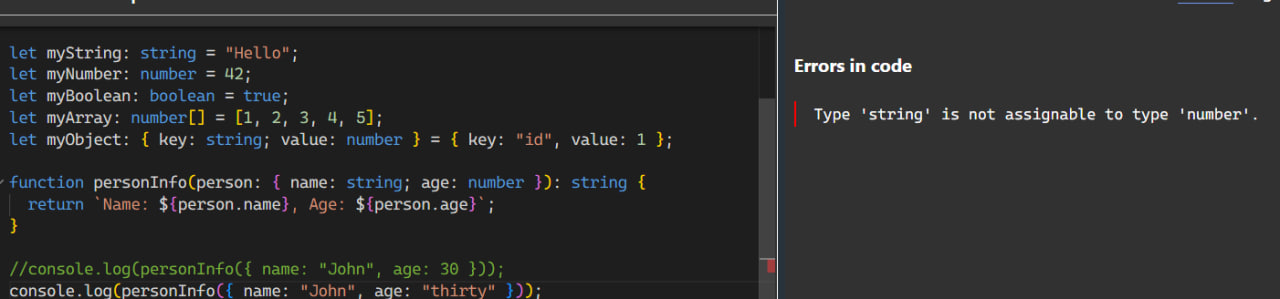 let myString: string = "Hello";
let myNumber: number = 42;
let myBoolean: boolean = true;
let myArray: number[] = [1, 2, 3, 4, 5];
let myObject: { key: string; value: number } = { key: "id", value: 1 };
function personInfo(person: { name: string; age: number }): string {
  return `Name: ${person.name}, Age: ${person.age}`;
}
//console.log(personInfo({ name: "John", age: 30 }));
console.log(personInfo({ name: "John", age: "thirty" }));
Errors in code
Type 'string' is not assignable to type 'number'.